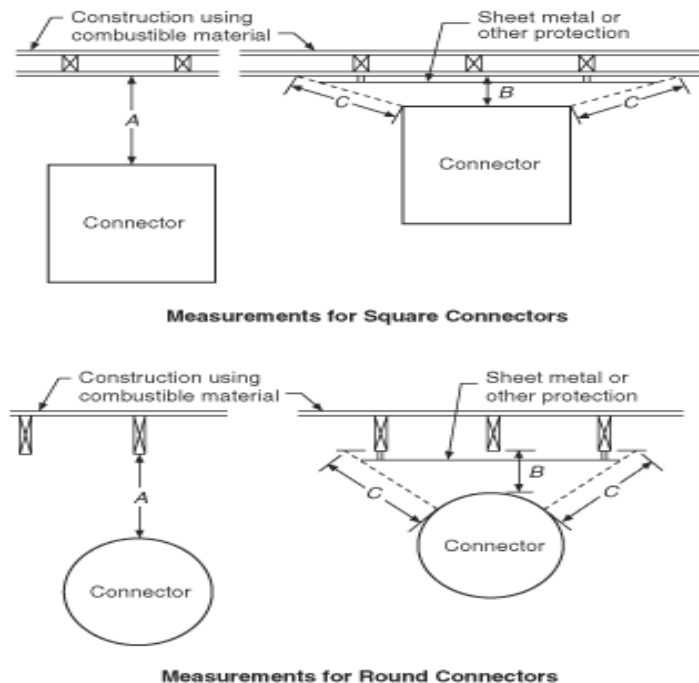 Construction using
combustible material
Sheet metal or
other protection
A
B
C
C
Connector
Connector
Measurements for Square Connectors
Construction using
combustible material
Sheet metal or
other protection
A
B
C
C
Connector
Connector
Measurements for Round Connectors